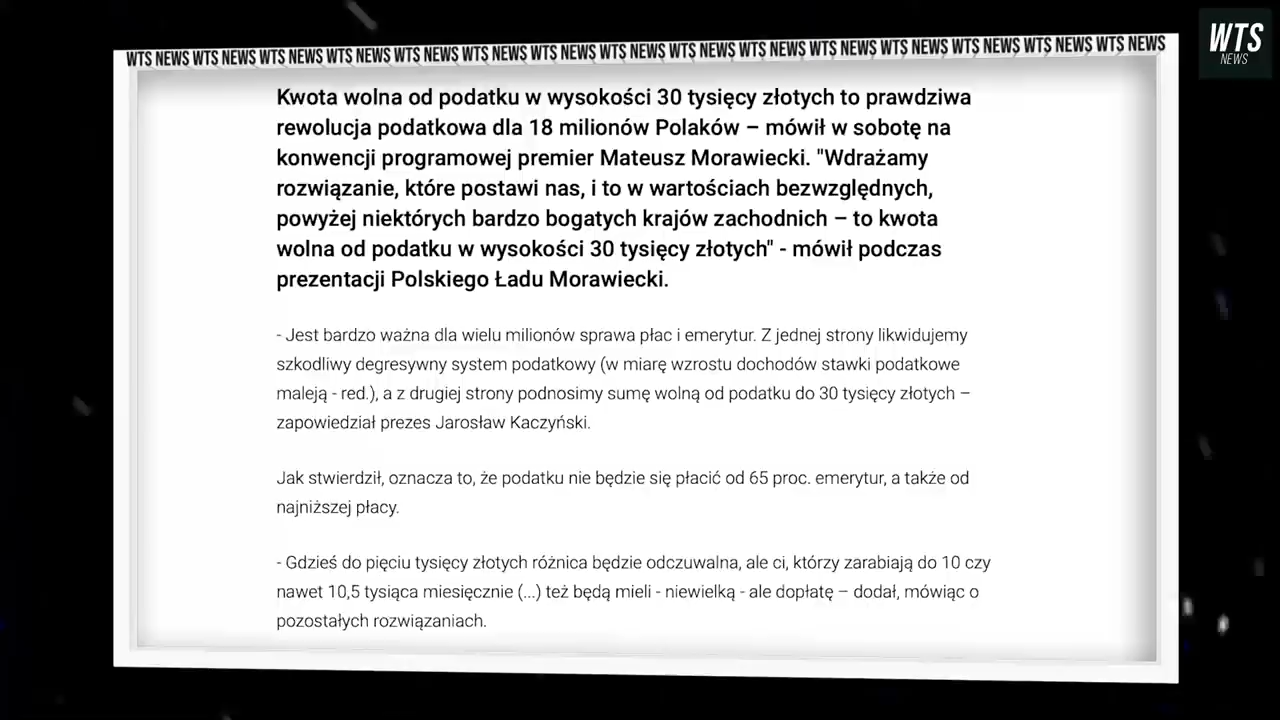 WTS NEWS WTS NEWS WTS NEWS WTS NEWS WTS NEWS WTS NEWS WTS NEWS WTS NEWS WTS NEWS WTS NEWS WTS NEWS WTS NEWS WTS NEWS WTS NEWS WTS NEWS
WTS
NEWS
Kwota wolna od podatku w wysokości 30 tysięcy złotych to prawdziwa
rewolucja podatkowa dla 18 milionów Polaków – mówił w sobotę na
konwencji programowej premier Mateusz Morawiecki. "Wdrażamy
rozwiązanie, które postawi nas, i to w wartościach bezwzględnych,
powyżej niektórych bardzo bogatych krajów zachodnich – to kwota
wolna od podatku w wysokości 30 tysięcy złotych" - mówił podczas
prezentacji Polskiego Ładu Morawiecki.
- Jest bardzo ważna dla wielu milionów sprawa płac i emerytur. Z jednej strony likwidujemy
szkodliwy degresywny system podatkowy (w miarę wzrostu dochodów stawki podatkowe
maleją - red.), a z drugiej strony podnosimy sumę wolną od podatku do 30 tysięcy złotych –
zapowiedział prezes Jarosław Kaczyński.
Jak stwierdził, oznacza to, że podatku nie będzie się płacić od 65 proc. emerytur, a także od
najniższej płacy.
- Gdzieś do pięciu tysięcy złotych różnica będzie odczuwalna, ale ci, którzy zarabiają do 10 czy
nawet 10,5 tysiąca miesięcznie (...) też będą mieli - niewielką - ale dopłatę – dodał, mówiąc o
pozostałych rozwiązaniach.